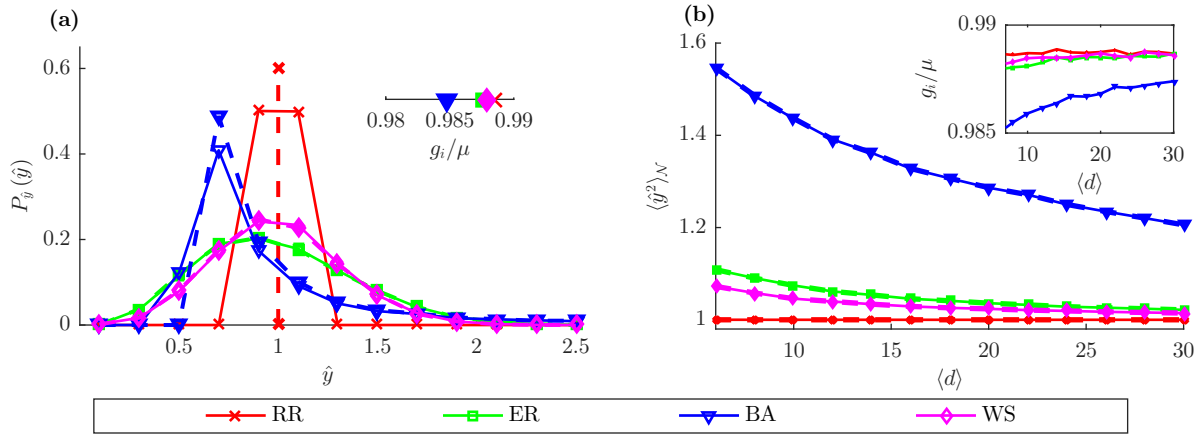 (a)
0.6
0.4
0.2
0
0.5
1
1.5
2
2.5
P_ŷ (ŷ)
ŷ
0.98
0.985
0.99
g_i/μ
(b)
1.6
1.4
1.2
1
10
15
20
25
30
⟨ŷ²⟩_𝒩
⟨d⟩
0.99
0.985
10
20
30
g_i/μ
⟨d⟩
RR
ER
BA
WS